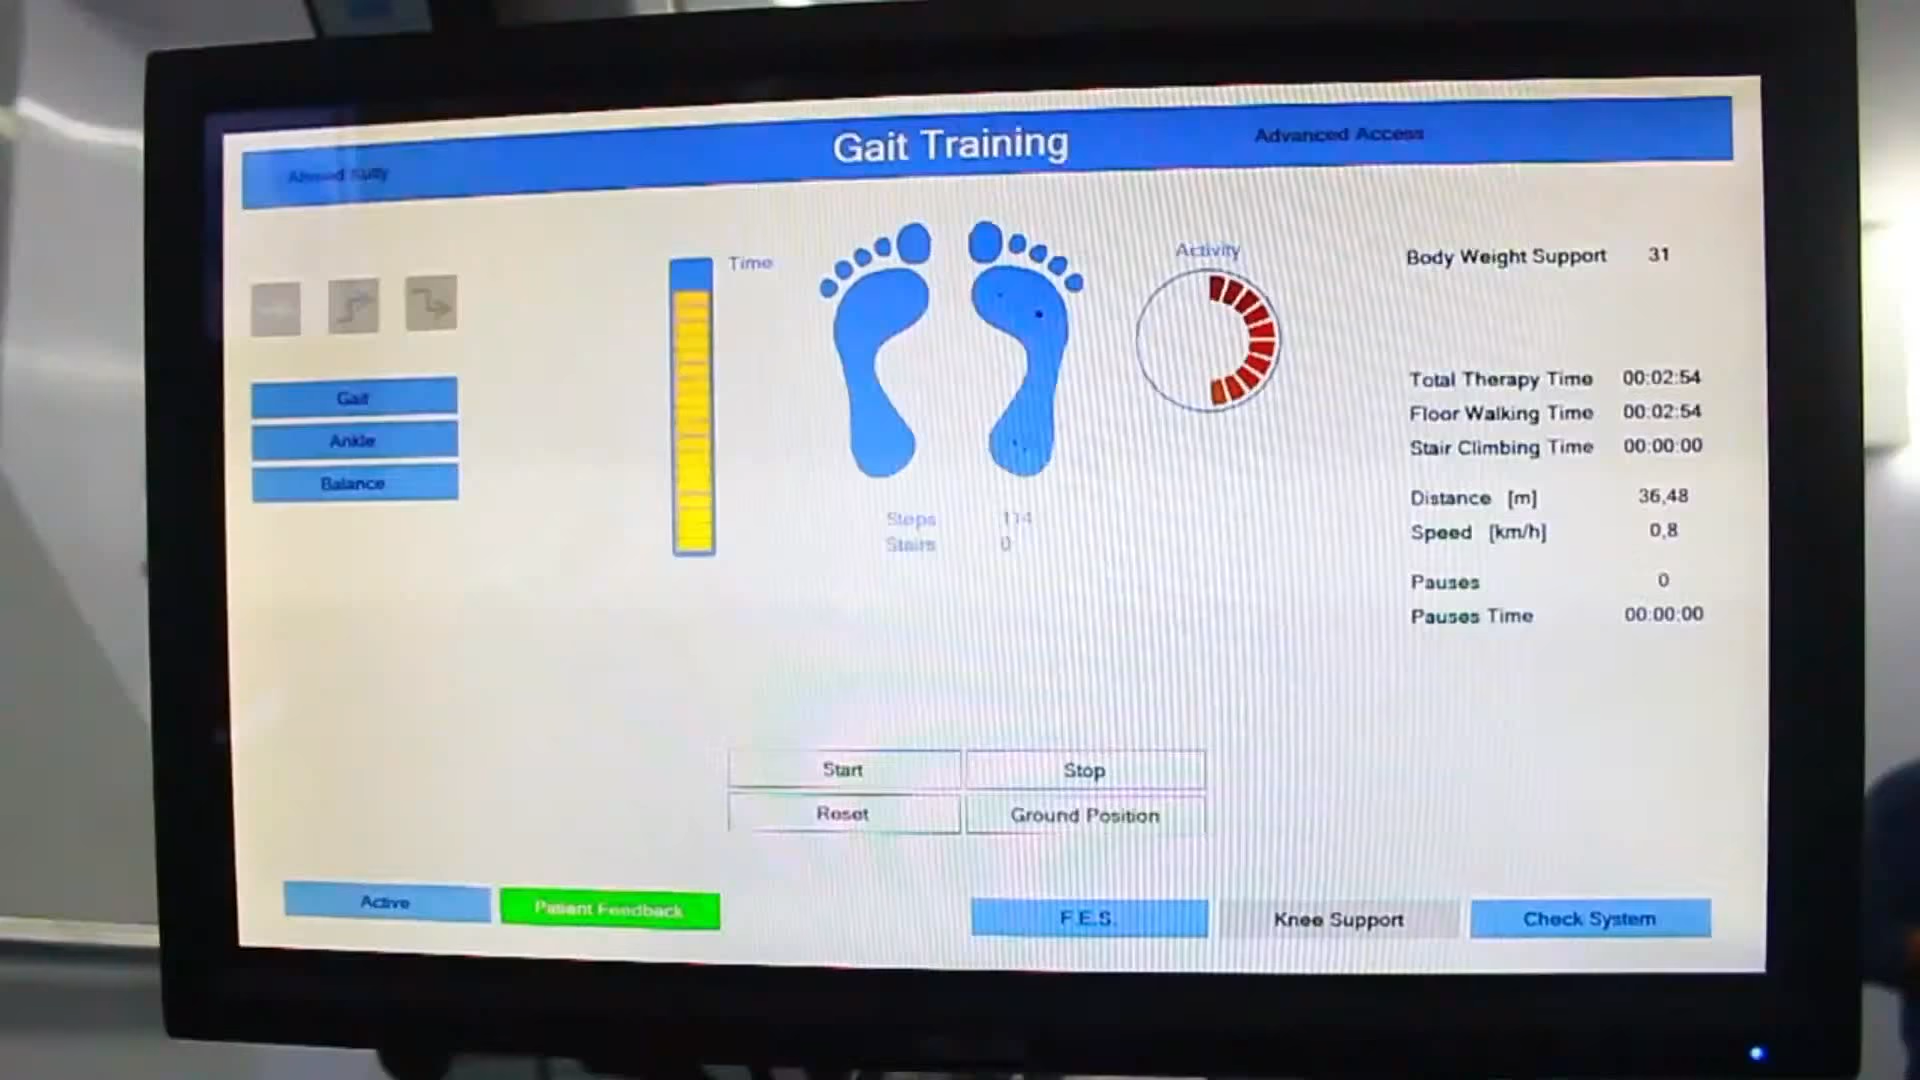 Gait Training
Advanced Access
Time
Activity
Body Weight Support 31
Gait
Ankle
Balance
Total Therapy Time 00:02:54
Floor Walking Time 00:02:54
Stair Climbing Time 00:00:00
Distance [m] 36,48
Speed [km/h] 0,8
Pauses 0
Pauses Time 00:00:00
Steps 114
Stairs 0
Start
Stop
Reset
Ground Position
Active
Patient Feedback
F.E.S.
Knee Support
Check System